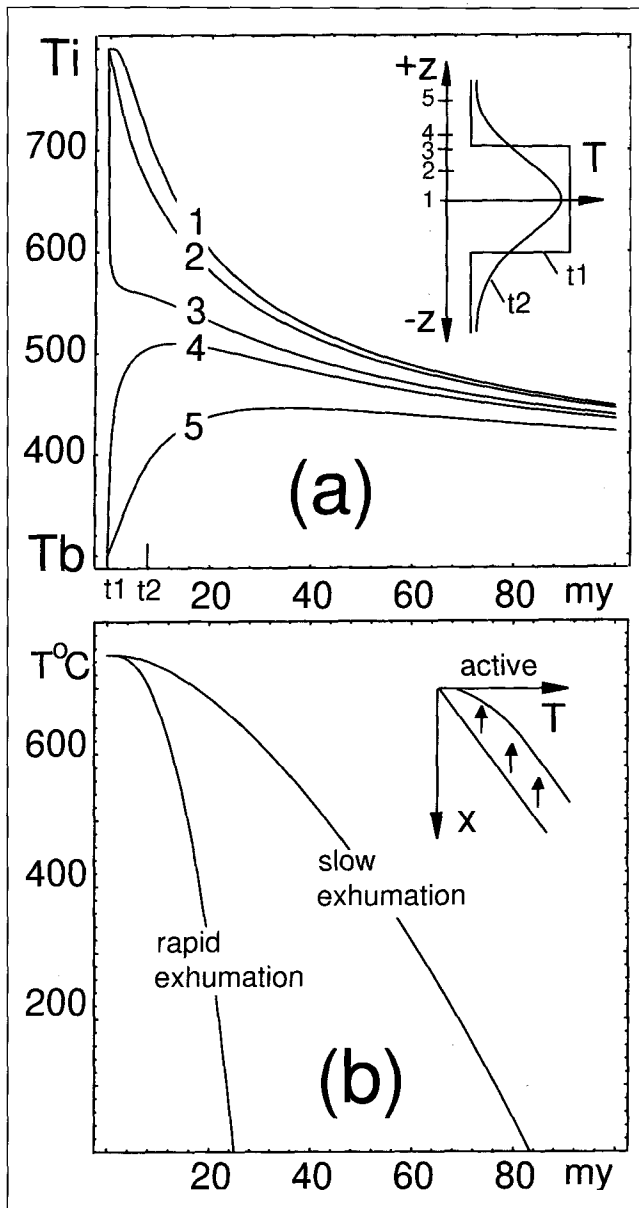 Ti
700
600
500
400
Tb
t1 t2 20 40 60 80 my
1
2
3
4
5
(a)
+z
5
4
3
2
1
T
t1
t2
-z
T°C
600
400
200
20 40 60 80 my
rapid
exhumation
slow
exhumation
(b)
active
T
x